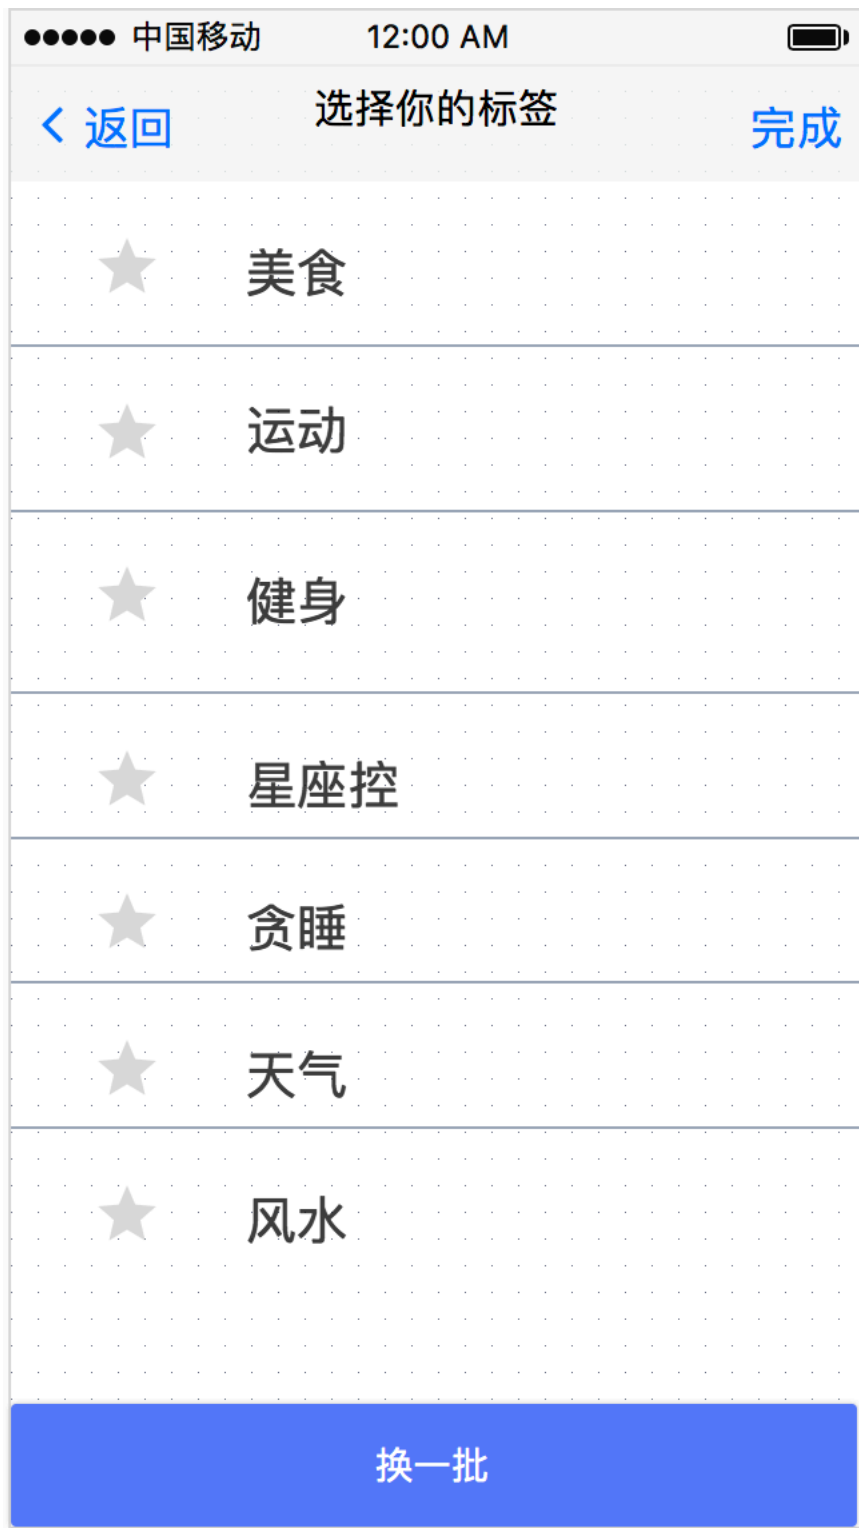 中国移动 12:00 AM
返回 选择你的标签 完成
美食
运动
健身
星座控
贪睡
天气
风水
换一批